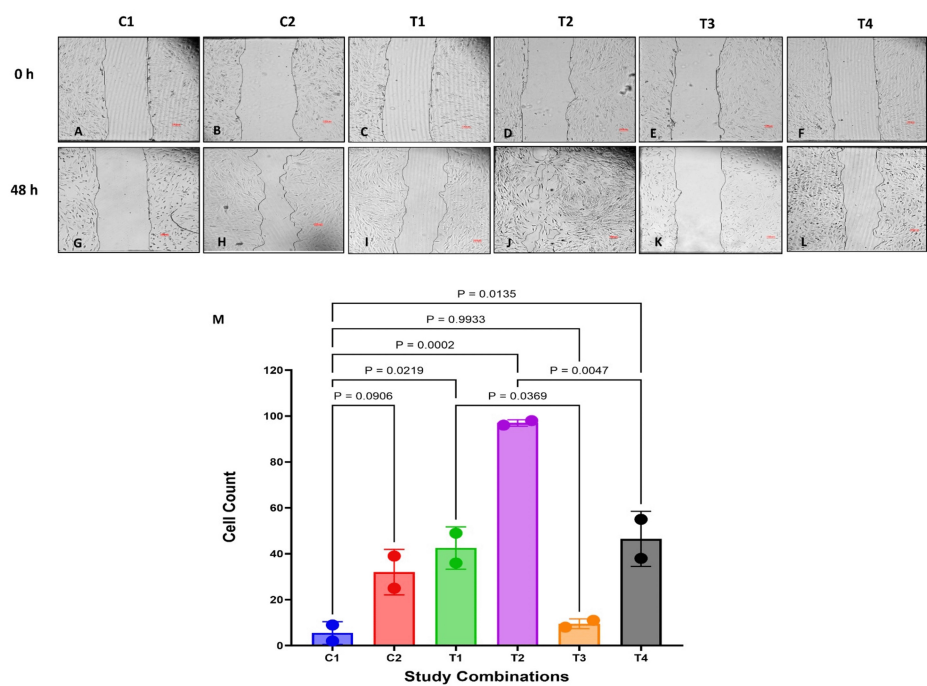 C1 C2 T1 T2 T3 T4
0 h
A B C D E F
48 h
G H I J K L
M
P = 0.0135
P = 0.9933
P = 0.0002
P = 0.0219 P = 0.0047
P = 0.0906 P = 0.0369
120
100
80
60
40
20
0
Cell Count
C1 C2 T1 T2 T3 T4
Study Combinations